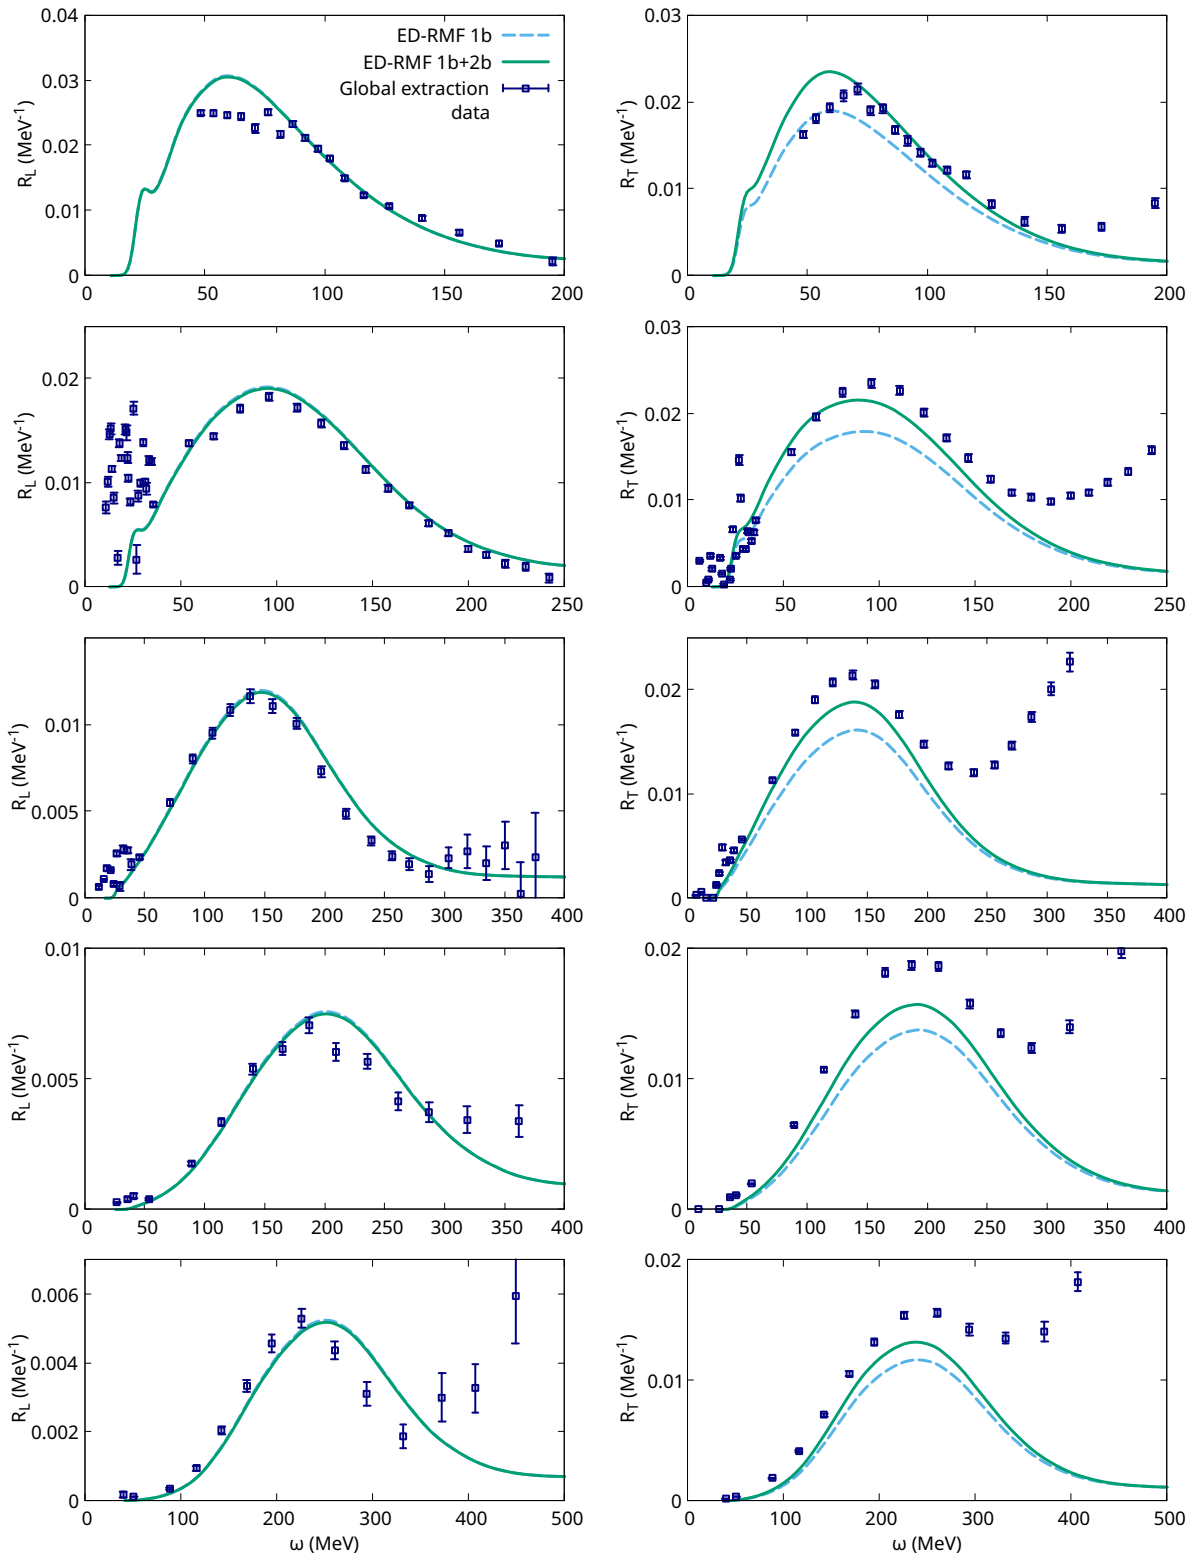 0.04
0.03
0.02
0.01
0
R_L (MeV⁻¹)
ED-RMF 1b
ED-RMF 1b+2b
Global extraction
data
0 50 100 150 200
0.03
0.02
0.01
0
R_T (MeV⁻¹)
0 50 100 150 200
0.02
0.01
0
R_L (MeV⁻¹)
0 50 100 150 200 250
0.03
0.02
0.01
0
R_T (MeV⁻¹)
0 50 100 150 200 250
0.01
0.005
0
R_L (MeV⁻¹)
0 50 100 150 200 250 300 350 400
0.02
0.01
0
R_T (MeV⁻¹)
0 50 100 150 200 250 300 350 400
0.01
0.005
0
R_L (MeV⁻¹)
0 50 100 150 200 250 300 350 400
0.02
0.01
0
R_T (MeV⁻¹)
0 50 100 150 200 250 300 350 400
0.006
0.004
0.002
0
R_L (MeV⁻¹)
0 100 200 300 400 500
ω (MeV)
0.02
0.01
0
R_T (MeV⁻¹)
0 100 200 300 400 500
ω (MeV)